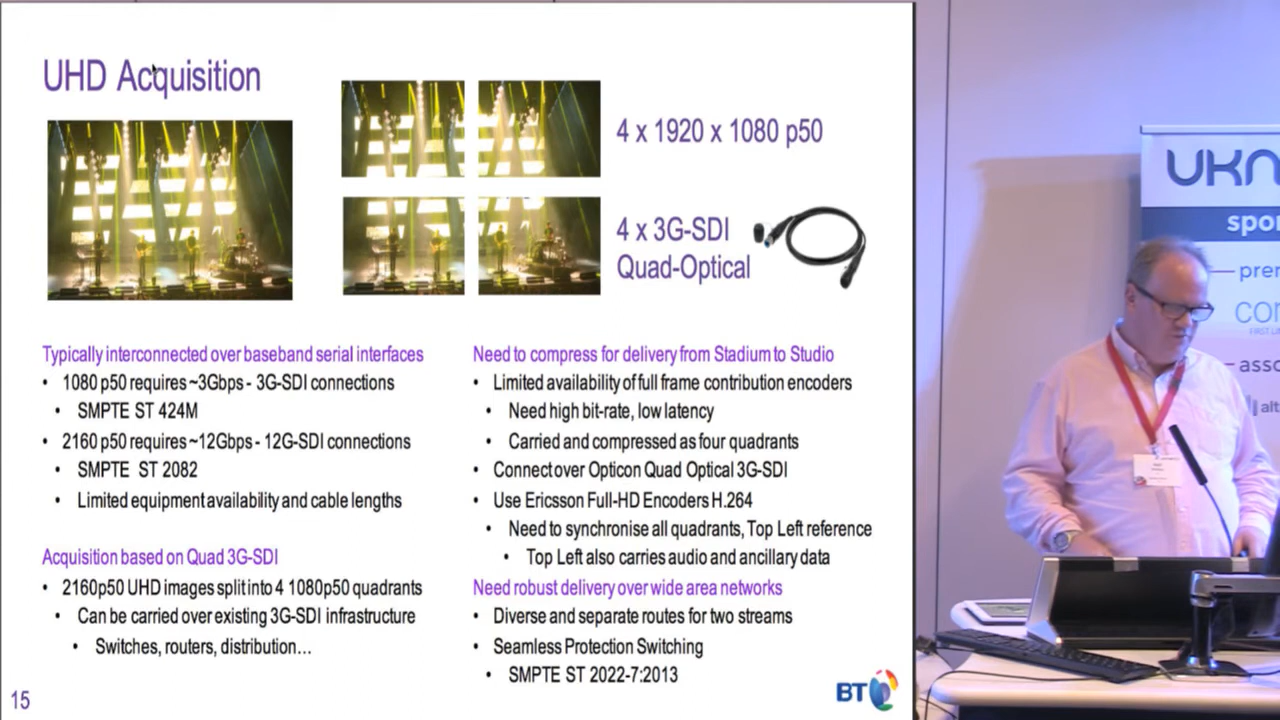 UHD Acquisition
4 x 1920 x 1080 p50
4 x 3G-SDI
Quad-Optical
Typically interconnected over baseband serial interfaces
• 1080 p50 requires ~3Gbps - 3G-SDI connections
• SMPTE ST 424M
• 2160 p50 requires ~12Gbps - 12G-SDI connections
• SMPTE ST 2082
• Limited equipment availability and cable lengths
Acquisition based on Quad 3G-SDI
• 2160p50 UHD images split into 4 1080p50 quadrants
• Can be carried over existing 3G-SDI infrastructure
• Switches, routers, distribution...
Need to compress for delivery from Stadium to Studio
• Limited availability of full frame contribution encoders
• Need high bit-rate, low latency
• Carried and compressed as four quadrants
• Connect over Opticon Quad Optical 3G-SDI
• Use Ericsson Full-HD Encoders H.264
• Need to synchronise all quadrants, Top Left reference
• Top Left also carries audio and ancillary data
Need robust delivery over wide area networks
• Diverse and separate routes for two streams
• Seamless Protection Switching
• SMPTE ST 2022-7:2013
15
BT
UKN
spo
prem
CO
FIRST L
asso
alt